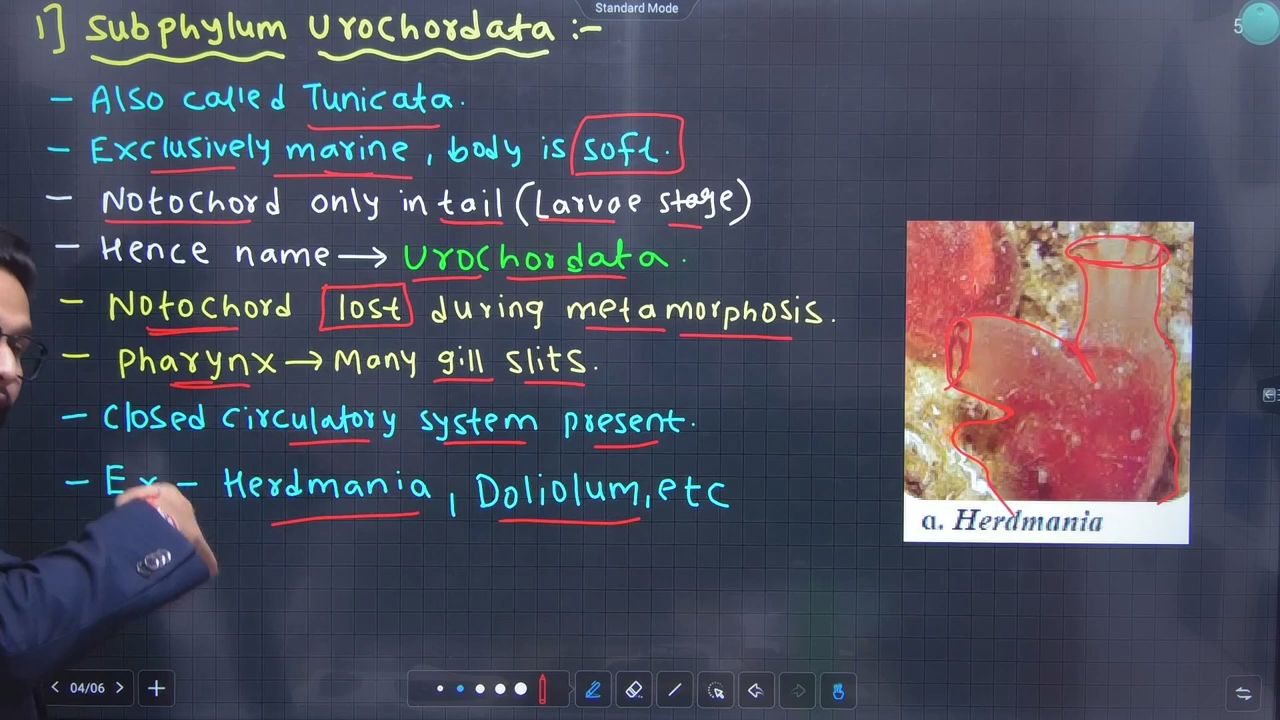 Standard Mode
5
1] Subphylum Urochordata :-
- Also called Tunicata.
- Exclusively marine, body is soft.
- Notochord only in tail (Larvae stage)
- Hence name → Urochordata.
- Notochord lost during metamorphosis.
- Pharynx → Many gill slits.
- Closed circulatory system present.
- Ex - Herdmania, Doliolum, etc
a. Herdmania
04/06